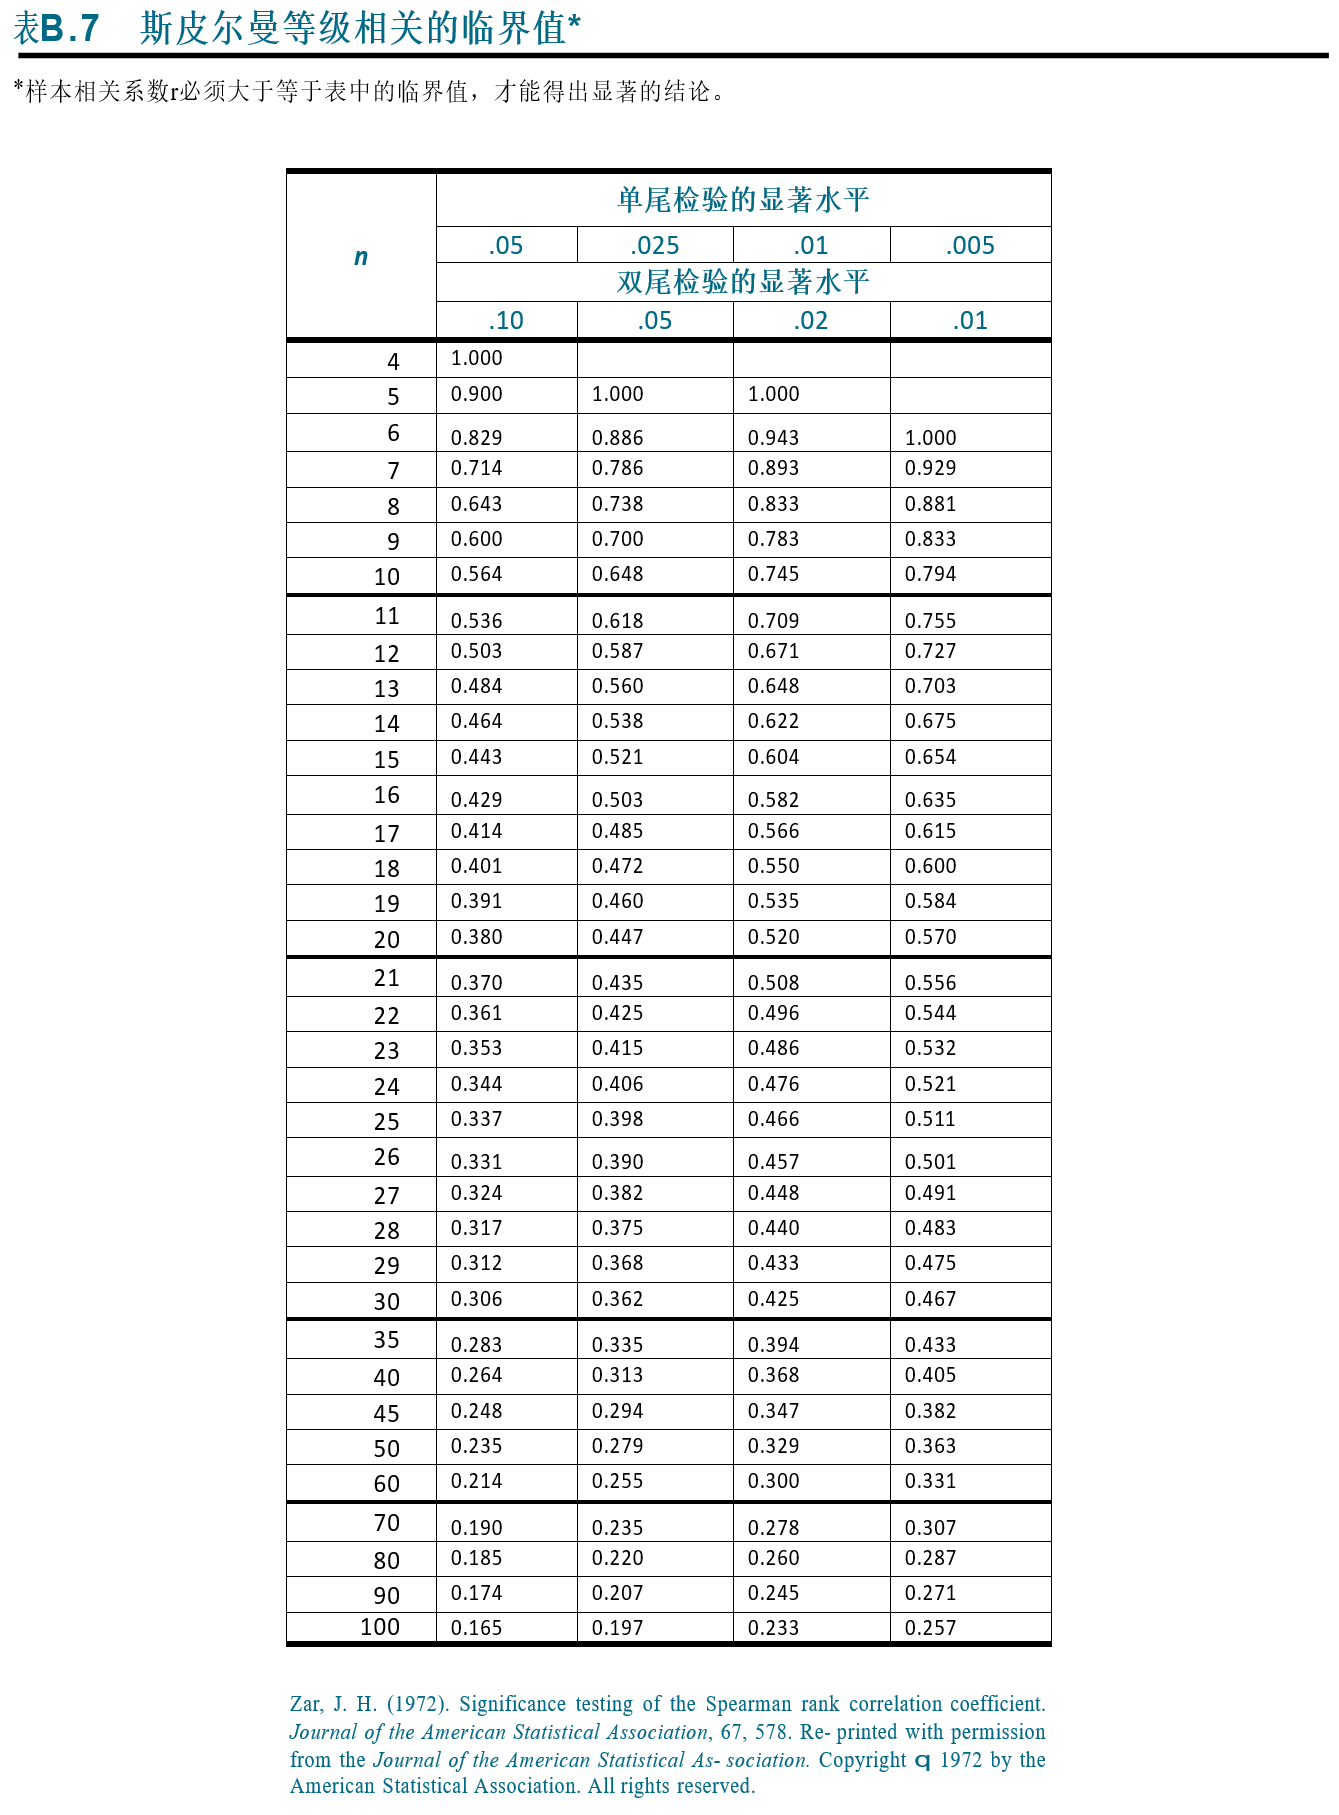 表B.7 斯皮尔曼等级相关的临界值*
*样本相关系数r必须大于等于表中的临界值，才能得出显著的结论。
n 单尾检验的显著水平
.05 .025 .01 .005
双尾检验的显著水平
.10 .05 .02 .01
4 1.000
5 0.900 1.000 1.000
6 0.829 0.886 0.943 1.000
7 0.714 0.786 0.893 0.929
8 0.643 0.738 0.833 0.881
9 0.600 0.700 0.783 0.833
10 0.564 0.648 0.745 0.794
11 0.536 0.618 0.709 0.755
12 0.503 0.587 0.671 0.727
13 0.484 0.560 0.648 0.703
14 0.464 0.538 0.622 0.675
15 0.443 0.521 0.604 0.654
16 0.429 0.503 0.582 0.635
17 0.414 0.485 0.566 0.615
18 0.401 0.472 0.550 0.600
19 0.391 0.460 0.535 0.584
20 0.380 0.447 0.520 0.570
21 0.370 0.435 0.508 0.556
22 0.361 0.425 0.496 0.544
23 0.353 0.415 0.486 0.532
24 0.344 0.406 0.476 0.521
25 0.337 0.398 0.466 0.511
26 0.331 0.390 0.457 0.501
27 0.324 0.382 0.448 0.491
28 0.317 0.375 0.440 0.483
29 0.312 0.368 0.433 0.475
30 0.306 0.362 0.425 0.467
35 0.283 0.335 0.394 0.433
40 0.264 0.313 0.368 0.405
45 0.248 0.294 0.347 0.382
50 0.235 0.279 0.329 0.363
60 0.214 0.255 0.300 0.331
70 0.190 0.235 0.278 0.307
80 0.185 0.220 0.260 0.287
90 0.174 0.207 0.245 0.271
100 0.165 0.197 0.233 0.257
Zar, J. H. (1972). Significance testing of the Spearman rank correlation coefficient.
Journal of the American Statistical Association, 67, 578. Re- printed with permission
from the Journal of the American Statistical As- sociation. Copyright q 1972 by the
American Statistical Association. All rights reserved.